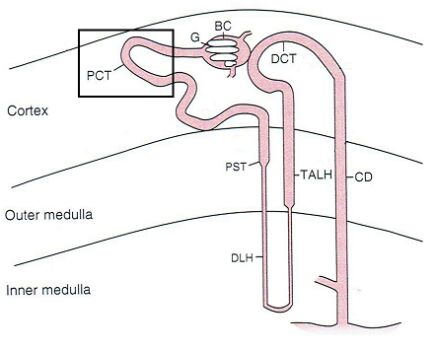 BC
G
DCT
PCT
Cortex
PST
TALH
CD
Outer medulla
DLH
Inner medulla